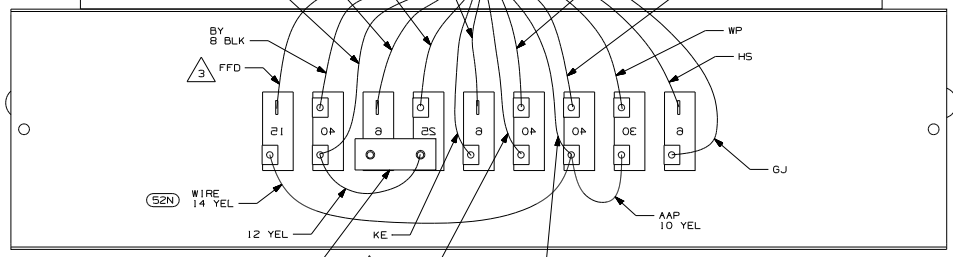 BY
8 BLK
WP
3 FFD
HS
15 40 6 25 6 40 40 30 6
GJ
52N WIRE
14 YEL
AAP
10 YEL
12 YEL
KE